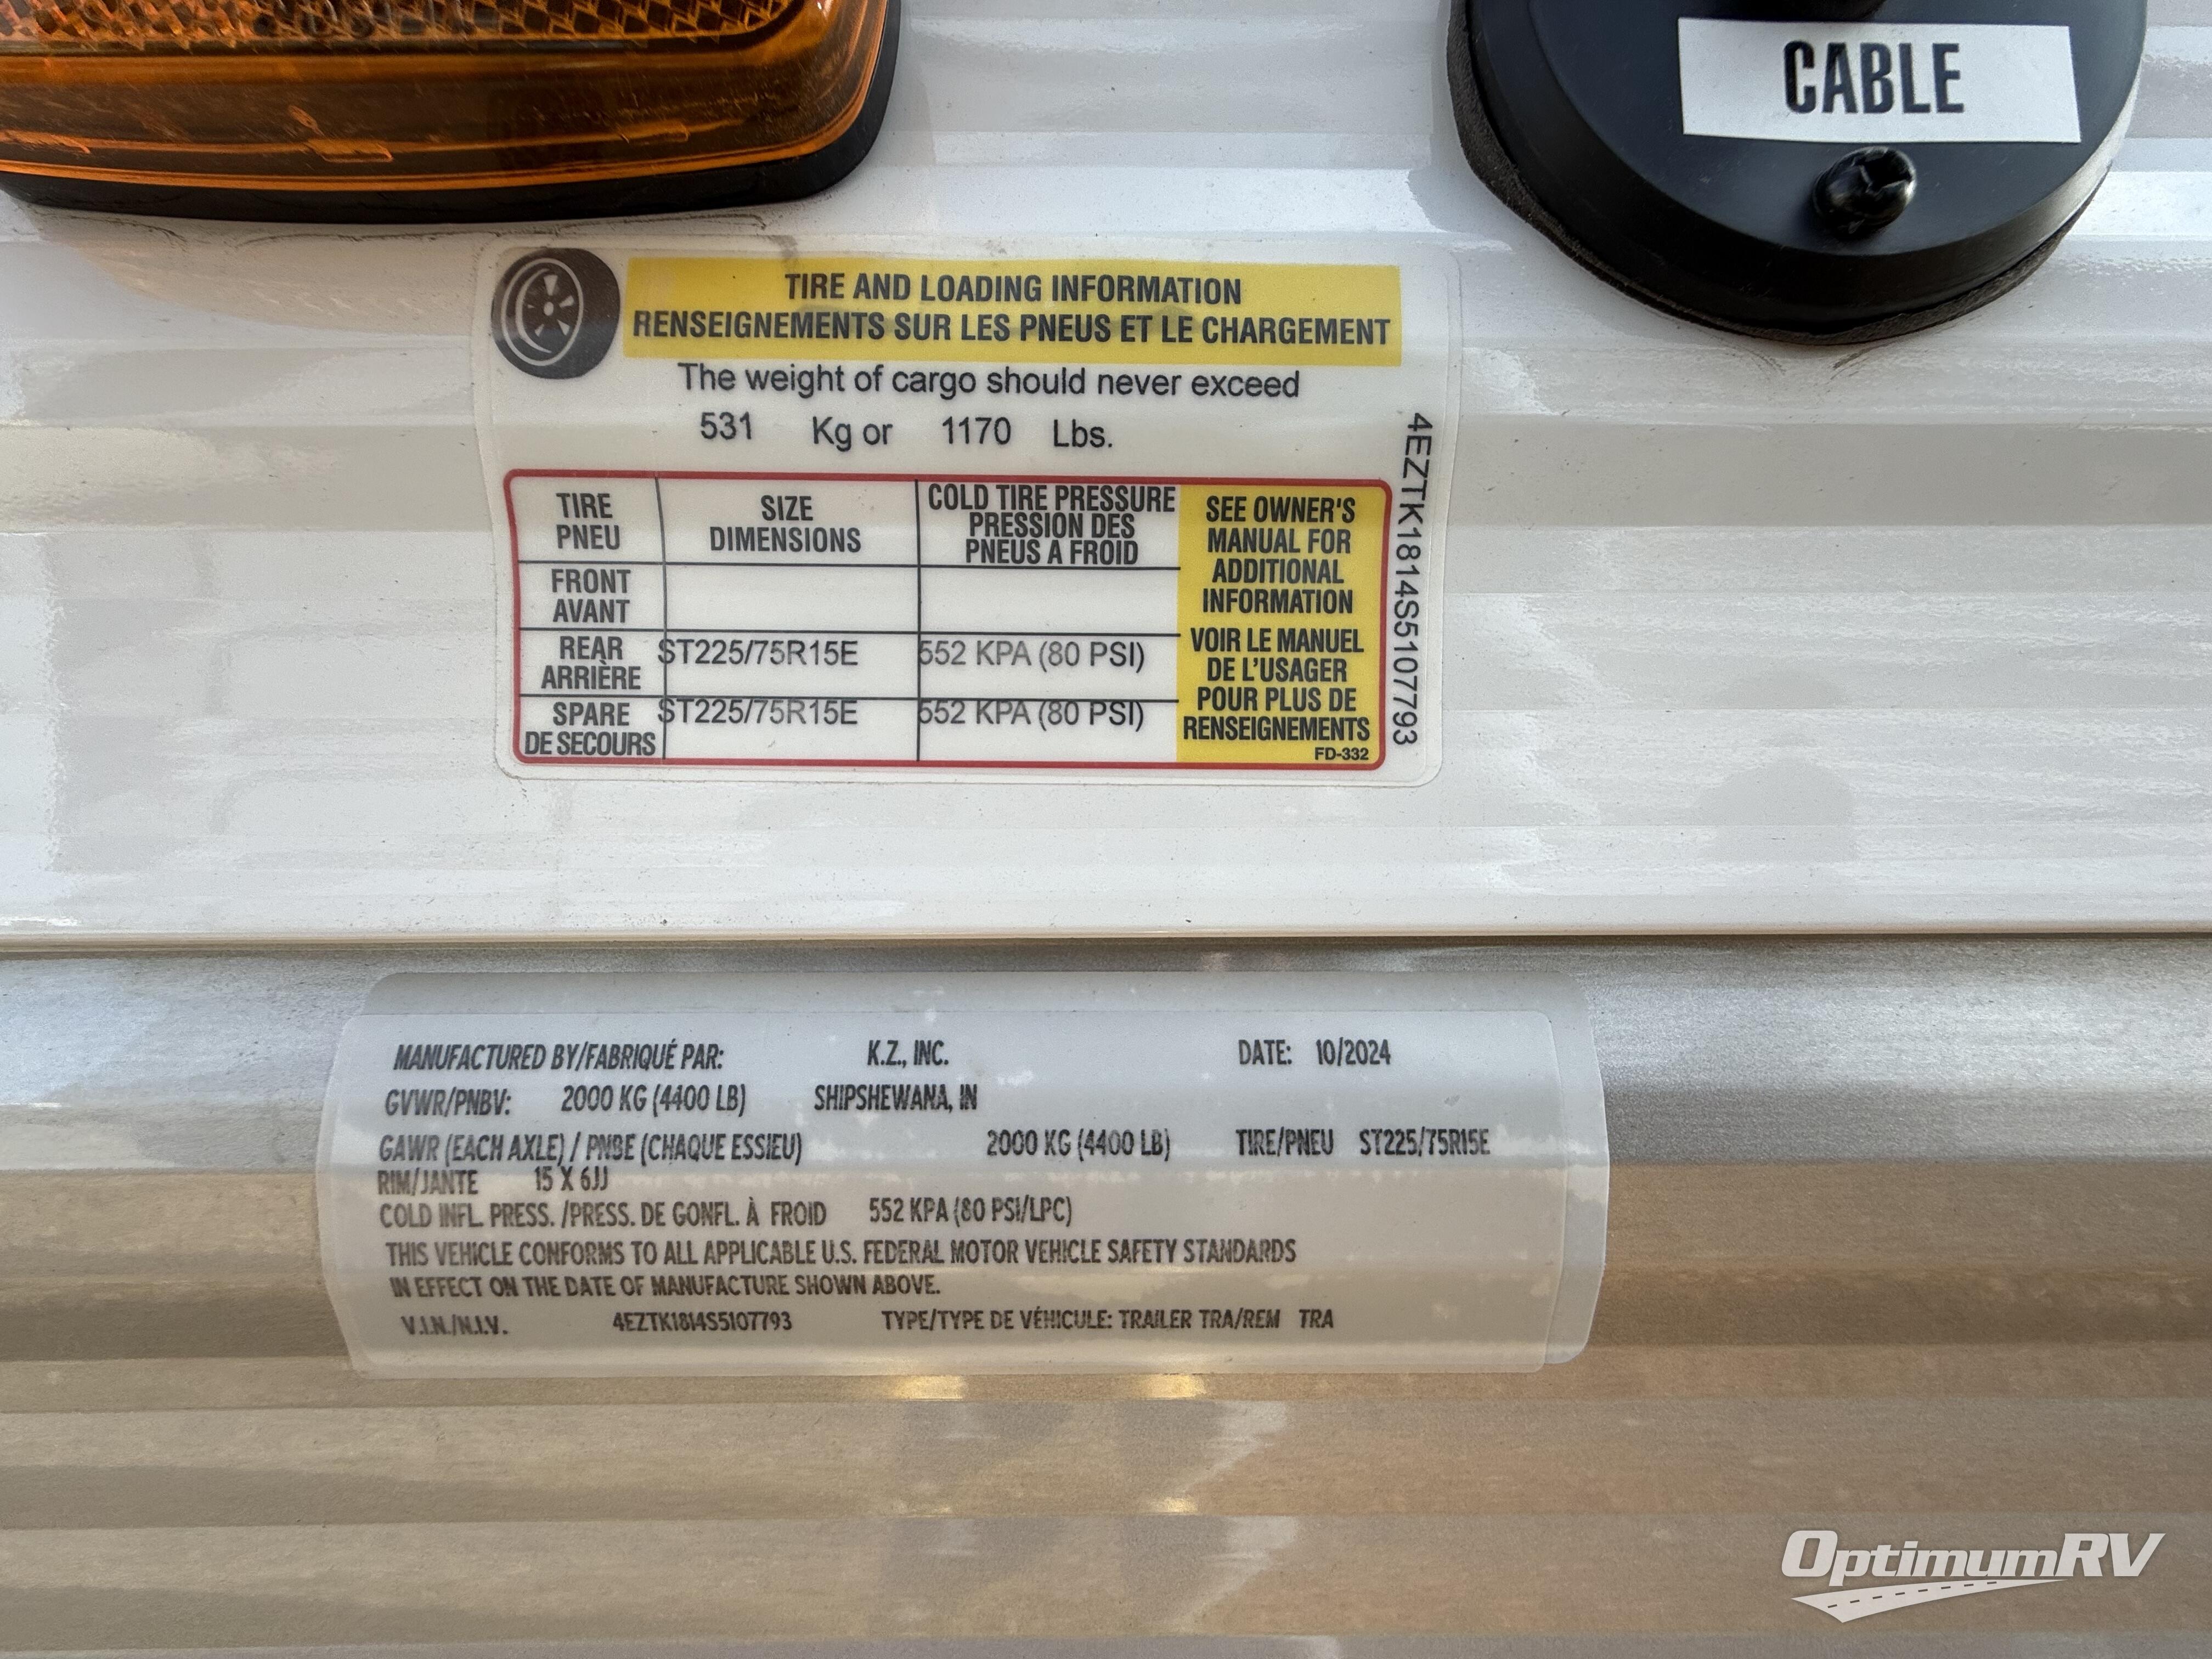 CABLE
TIRE AND LOADING INFORMATION
RENSEIGNEMENTS SUR LES PNEUS ET LE CHARGEMENT
The weight of cargo should never exceed
531 Kg or 1170 Lbs.
TIRE PNEU SIZE DIMENSIONS COLD TIRE PRESSURE PRESSION DES PNEUS A FROID
FRONT AVANT
REAR ARRIÈRE ST225/75R15E 552 KPA (80 PSI)
SPARE DE SECOURS ST225/75R15E 552 KPA (80 PSI)
SEE OWNER'S
MANUAL FOR
ADDITIONAL
INFORMATION
VOIR LE MANUEL
DE L'USAGER
POUR PLUS DE
RENSEIGNEMENTS
FD-332
4EZTK1814S5107793
MANUFACTURED BY/FABRIQUÉ PAR: K.Z., INC. DATE: 10/2024
GVWR/PNBV: 2000 KG (4400 LB) SHIPSHEWANA, IN
GAWR (EACH AXLE) / PNBE (CHAQUE ESSIEU) 2000 KG (4400 LB) TIRE/PNEU ST225/75R15E
RIM/JANTE 15 X 6JJ
COLD INFL. PRESS. /PRESS. DE GONFL. À FROID 552 KPA (80 PSI/LPC)
THIS VEHICLE CONFORMS TO ALL APPLICABLE U.S. FEDERAL MOTOR VEHICLE SAFETY STANDARDS
IN EFFECT ON THE DATE OF MANUFACTURE SHOWN ABOVE.
V.I.N./N.I.V. 4EZTK1814S5107793 TYPE/TYPE DE VÉHICULE: TRAILER TRA/REM TRA
OptimumRV